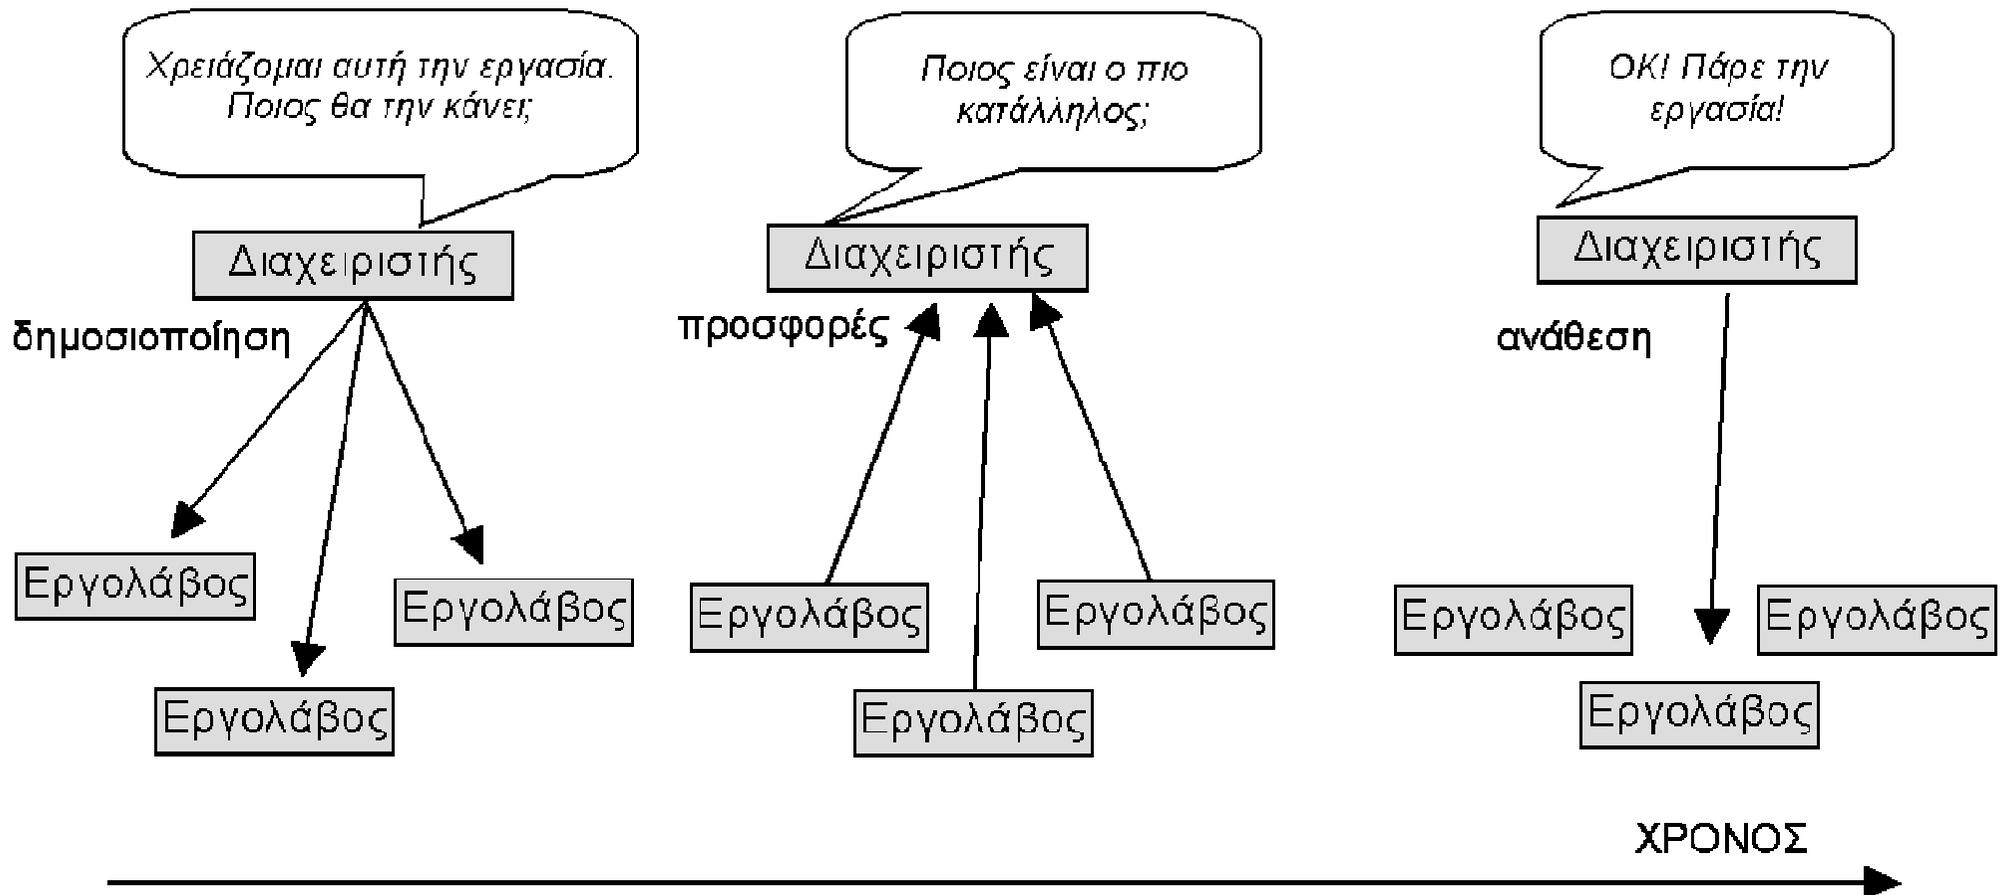 Χρειάζομαι αυτή την εργασία.
Ποιος θα την κάνει;
Διαχειριστής
δημοσιοποίηση
Εργολάβος
Εργολάβος
Εργολάβος
Ποιος είναι ο πιο
κατάλληλος;
Διαχειριστής
προσφορές
Εργολάβος
Εργολάβος
Εργολάβος
ΟΚ! Πάρε την
εργασία!
Διαχειριστής
ανάθεση
Εργολάβος
Εργολάβος
Εργολάβος
ΧΡΟΝΟΣ